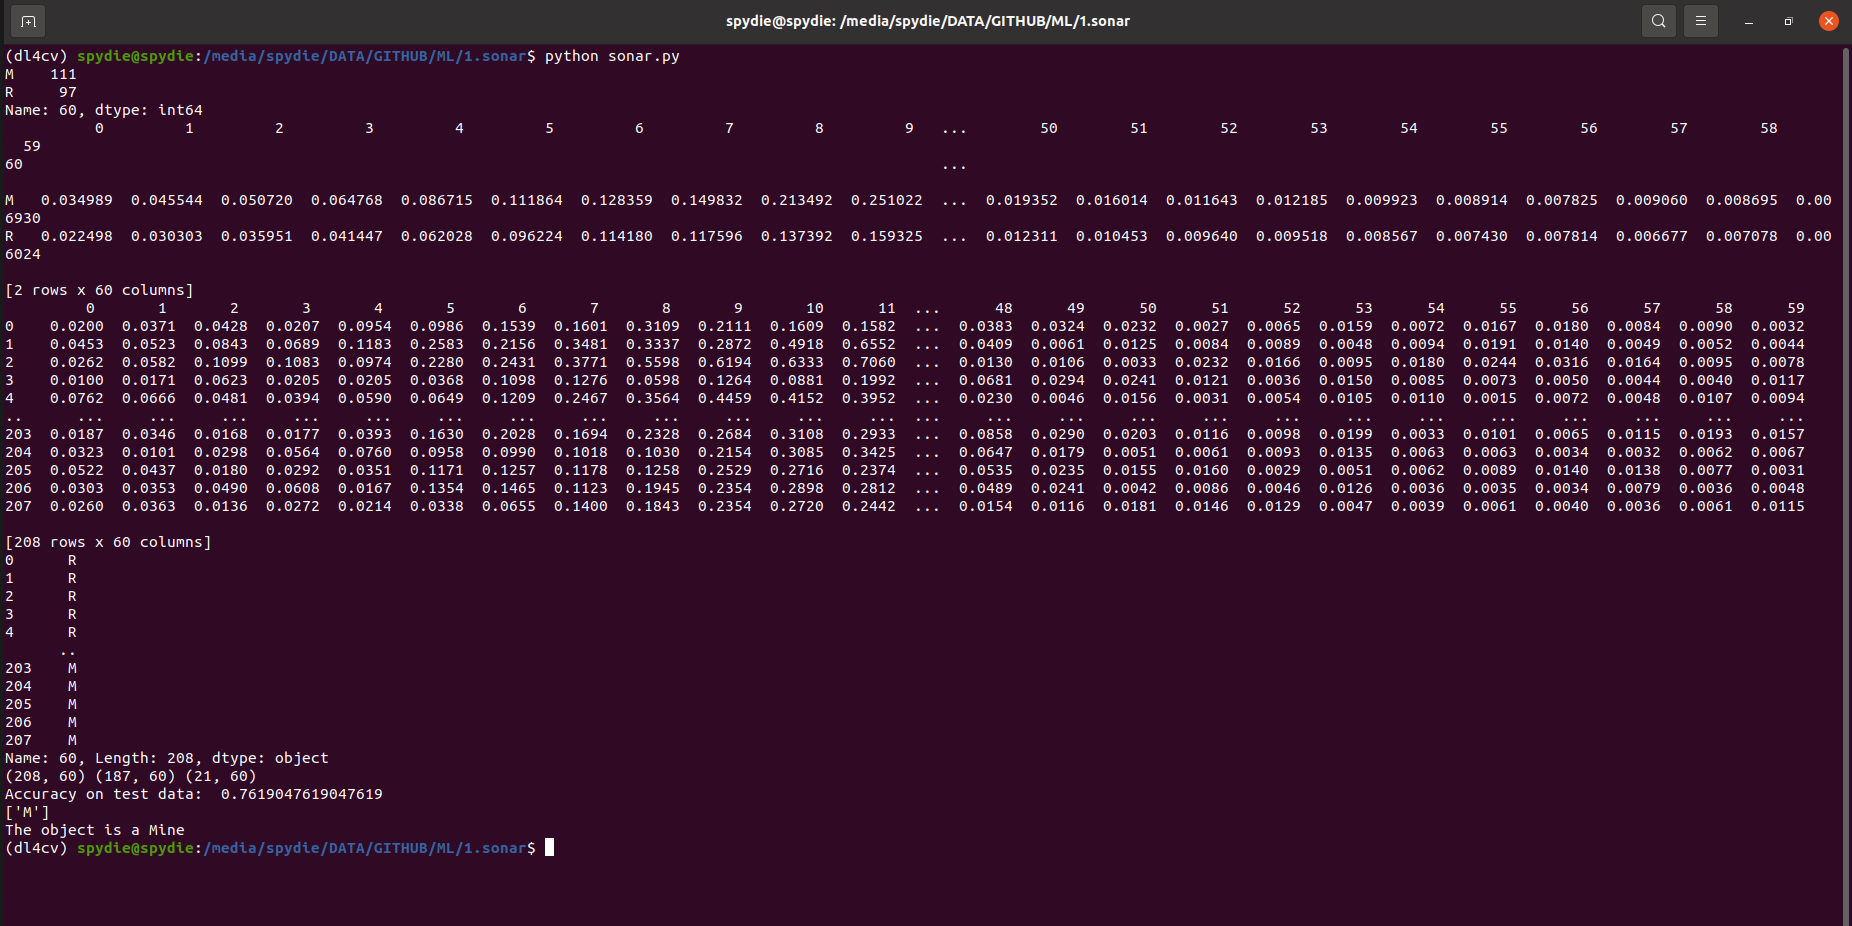 spydie@spydie: /media/spydie/DATA/GITHUB/ML/1.sonar
(dl4cv) spydie@spydie:/media/spydie/DATA/GITHUB/ML/1.sonar$ python sonar.py
M    111
R     97
Name: 60, dtype: int64
          0         1         2         3         4         5         6         7         8         9   ...        50        51        52        53        54        55        56        57        58
  59
60                                                                                                      ...
M   0.034989  0.045544  0.050720  0.064768  0.086715  0.111864  0.128359  0.149832  0.213492  0.251022  ...  0.019352  0.016014  0.011643  0.012185  0.009923  0.008914  0.007825  0.009060  0.008695  0.00
6930
R   0.022498  0.030303  0.035951  0.041447  0.062028  0.096224  0.114180  0.117596  0.137392  0.159325  ...  0.012311  0.010453  0.009640  0.009518  0.008567  0.007430  0.007814  0.006677  0.007078  0.00
6024
[2 rows x 60 columns]
         0       1       2       3       4       5       6       7       8       9       10      11  ...      48      49      50      51      52      53      54      55      56      57      58      59
0    0.0200  0.0371  0.0428  0.0207  0.0954  0.0986  0.1539  0.1601  0.3109  0.2111  0.1609  0.1582  ...  0.0383  0.0324  0.0232  0.0027  0.0065  0.0159  0.0072  0.0167  0.0180  0.0084  0.0090  0.0032
1    0.0453  0.0523  0.0843  0.0689  0.1183  0.2583  0.2156  0.3481  0.3337  0.2872  0.4918  0.6552  ...  0.0409  0.0061  0.0125  0.0084  0.0089  0.0048  0.0094  0.0191  0.0140  0.0049  0.0052  0.0044
2    0.0262  0.0582  0.1099  0.1083  0.0974  0.2280  0.2431  0.3771  0.5598  0.6194  0.6333  0.7060  ...  0.0130  0.0106  0.0033  0.0232  0.0166  0.0095  0.0180  0.0244  0.0316  0.0164  0.0095  0.0078
3    0.0100  0.0171  0.0623  0.0205  0.0205  0.0368  0.1098  0.1276  0.0598  0.1264  0.0881  0.1992  ...  0.0681  0.0294  0.0241  0.0121  0.0036  0.0150  0.0085  0.0073  0.0050  0.0044  0.0040  0.0117
4    0.0762  0.0666  0.0481  0.0394  0.0590  0.0649  0.1209  0.2467  0.3564  0.4459  0.4152  0.3952  ...  0.0230  0.0046  0.0156  0.0031  0.0054  0.0105  0.0110  0.0015  0.0072  0.0048  0.0107  0.0094
..      ...     ...     ...     ...     ...     ...     ...     ...     ...     ...     ...     ...  ...     ...     ...     ...     ...     ...     ...     ...     ...     ...     ...     ...     ...
203  0.0187  0.0346  0.0168  0.0177  0.0393  0.1630  0.2028  0.1694  0.2328  0.2684  0.3108  0.2933  ...  0.0858  0.0290  0.0203  0.0116  0.0098  0.0199  0.0033  0.0101  0.0065  0.0115  0.0193  0.0157
204  0.0323  0.0101  0.0298  0.0564  0.0760  0.0958  0.0990  0.1018  0.1030  0.2154  0.3085  0.3425  ...  0.0647  0.0179  0.0051  0.0061  0.0093  0.0135  0.0063  0.0063  0.0034  0.0032  0.0062  0.0067
205  0.0522  0.0437  0.0180  0.0292  0.0351  0.1171  0.1257  0.1178  0.1258  0.2529  0.2716  0.2374  ...  0.0535  0.0235  0.0155  0.0160  0.0029  0.0051  0.0062  0.0089  0.0140  0.0138  0.0077  0.0031
206  0.0303  0.0353  0.0490  0.0608  0.0167  0.1354  0.1465  0.1123  0.1945  0.2354  0.2898  0.2812  ...  0.0489  0.0241  0.0042  0.0086  0.0046  0.0126  0.0036  0.0035  0.0034  0.0079  0.0036  0.0048
207  0.0260  0.0363  0.0136  0.0272  0.0214  0.0338  0.0655  0.1400  0.1843  0.2354  0.2720  0.2442  ...  0.0154  0.0116  0.0181  0.0146  0.0129  0.0047  0.0039  0.0061  0.0040  0.0036  0.0061  0.0115
[208 rows x 60 columns]
0      R
1      R
2      R
3      R
4      R
      ..
203    M
204    M
205    M
206    M
207    M
Name: 60, Length: 208, dtype: object
(208, 60) (187, 60) (21, 60)
Accuracy on test data:  0.7619047619047619
['M']
The object is a Mine
(dl4cv) spydie@spydie:/media/spydie/DATA/GITHUB/ML/1.sonar$